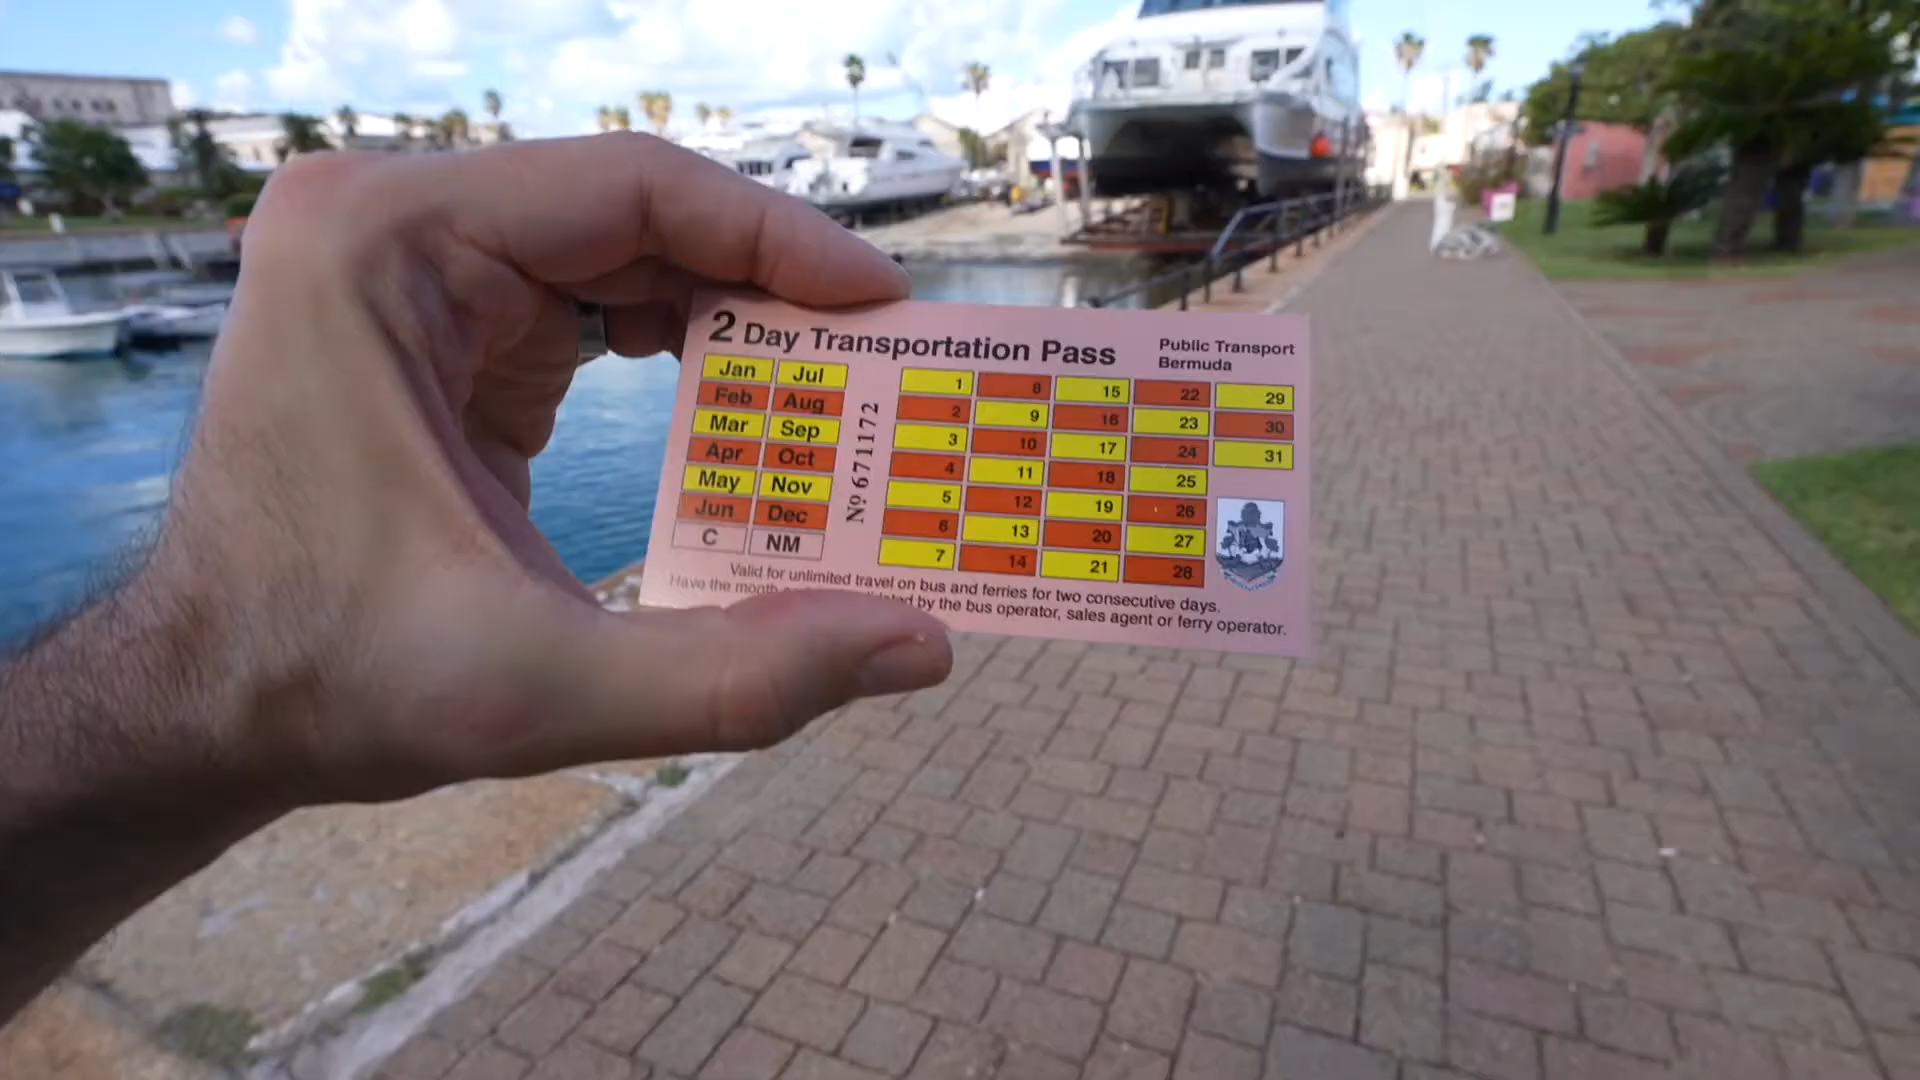 2 Day Transportation Pass
Public Transport
Bermuda
Jan Jul
Feb Aug
Mar Sep
Apr Oct
May Nov
Jun Dec
C NM
Nº 671172
1 8 15 22 29
2 9 16 23 30
3 10 17 24 31
4 11 18 25
5 12 19 26
6 13 20 27
7 14 21 28
Valid for unlimited travel on bus and ferries for two consecutive days.
Have the month by the bus operator, sales agent or ferry operator.